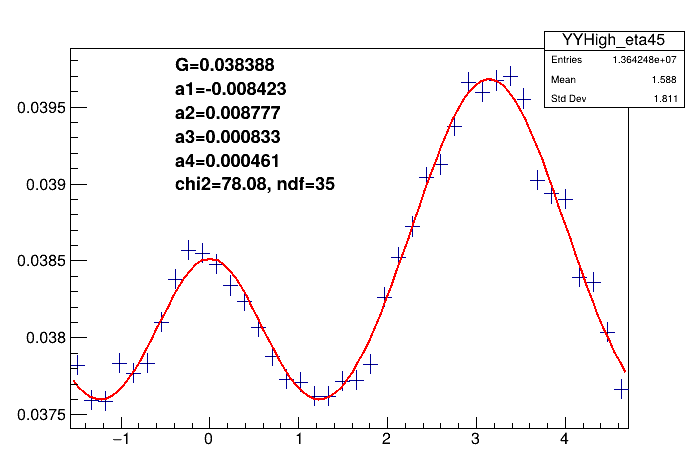 YYHigh_eta45
Entries 1.364248e+07
Mean 1.588
Std Dev 1.811
G=0.038388
a1=-0.008423
a2=0.008777
a3=0.000833
a4=0.000461
chi2=78.08, ndf=35
0.0395
0.039
0.0385
0.038
0.0375
−1 0 1 2 3 4